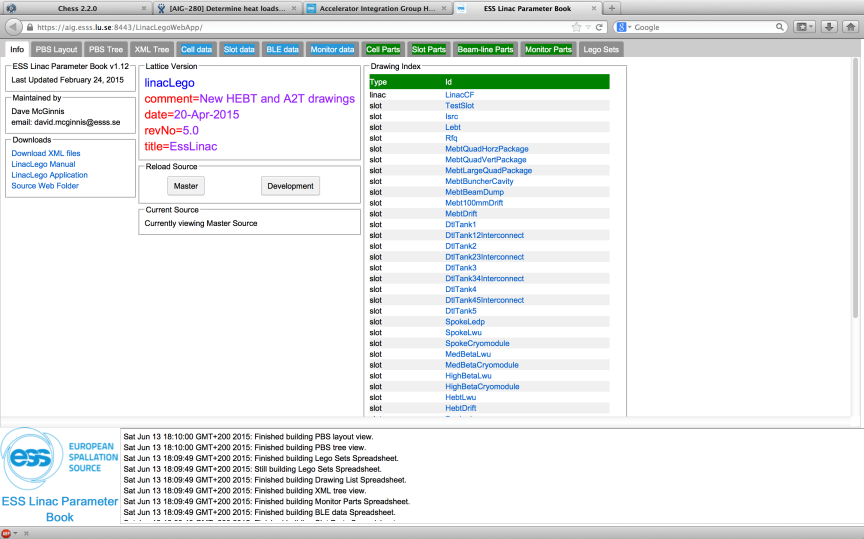 Chess 2.2.0
[AIG-280] Determine heat loads...
Accelerator Integration Group H...
ESS Linac Parameter Book
https://aig.esss.lu.se:8443/LinacLegoWebApp/
Google
Info
PBS Layout
PBS Tree
XML Tree
Cell data
Slot data
BLE data
Monitor data
Cell Parts
Slot Parts
Beam-line Parts
Monitor Parts
Lego Sets
ESS Linac Parameter Book v1.12
Last Updated February 24, 2015
Maintained by
Dave McGinnis
email: david.mcginnis@esss.se
Downloads
Download XML files
LinacLego Manual
LinacLego Application
Source Web Folder
Lattice Version
linacLego
comment=New HEBT and A2T drawings
date=20-Apr-2015
revNo=5.0
title=EssLinac
Reload Source
Master
Development
Current Source
Currently viewing Master Source
Drawing Index
Type Id
linac LinacCF
slot TestSlot
slot Isrc
slot Lebt
slot Rfq
slot MebtQuadHorzPackage
slot MebtQuadVertPackage
slot MebtLargeQuadPackage
slot MebtBuncherCavity
slot MebtBeamDump
slot Mebt100mmDrift
slot MebtDrift
slot DtlTank1
slot DtlTank12Interconnect
slot DtlTank2
slot DtlTank23Interconnect
slot DtlTank3
slot DtlTank34Interconnect
slot DtlTank4
slot DtlTank45Interconnect
slot DtlTank5
slot SpokeLedp
slot SpokeLwu
slot SpokeCryomodule
slot MedBetaLwu
slot MedBetaCryomodule
slot HighBetaLwu
slot HighBetaCryomodule
slot HebtLwu
slot HebtDrift
ess
EUROPEAN
SPALLATION
SOURCE
ESS Linac Parameter
Book
Sat Jun 13 18:10:00 GMT+200 2015: Finished building PBS layout view.
Sat Jun 13 18:10:00 GMT+200 2015: Finished building PBS tree view.
Sat Jun 13 18:09:49 GMT+200 2015: Finished building Lego Sets Spreadsheet.
Sat Jun 13 18:09:49 GMT+200 2015: Still building Lego Sets Spreadsheet.
Sat Jun 13 18:09:49 GMT+200 2015: Finished building Drawing List Spreadsheet.
Sat Jun 13 18:09:49 GMT+200 2015: Finished building XML tree view.
Sat Jun 13 18:09:49 GMT+200 2015: Finished building Monitor Parts Spreadsheet.
Sat Jun 13 18:09:49 GMT+200 2015: Finished building BLE data Spreadsheet.
ABP